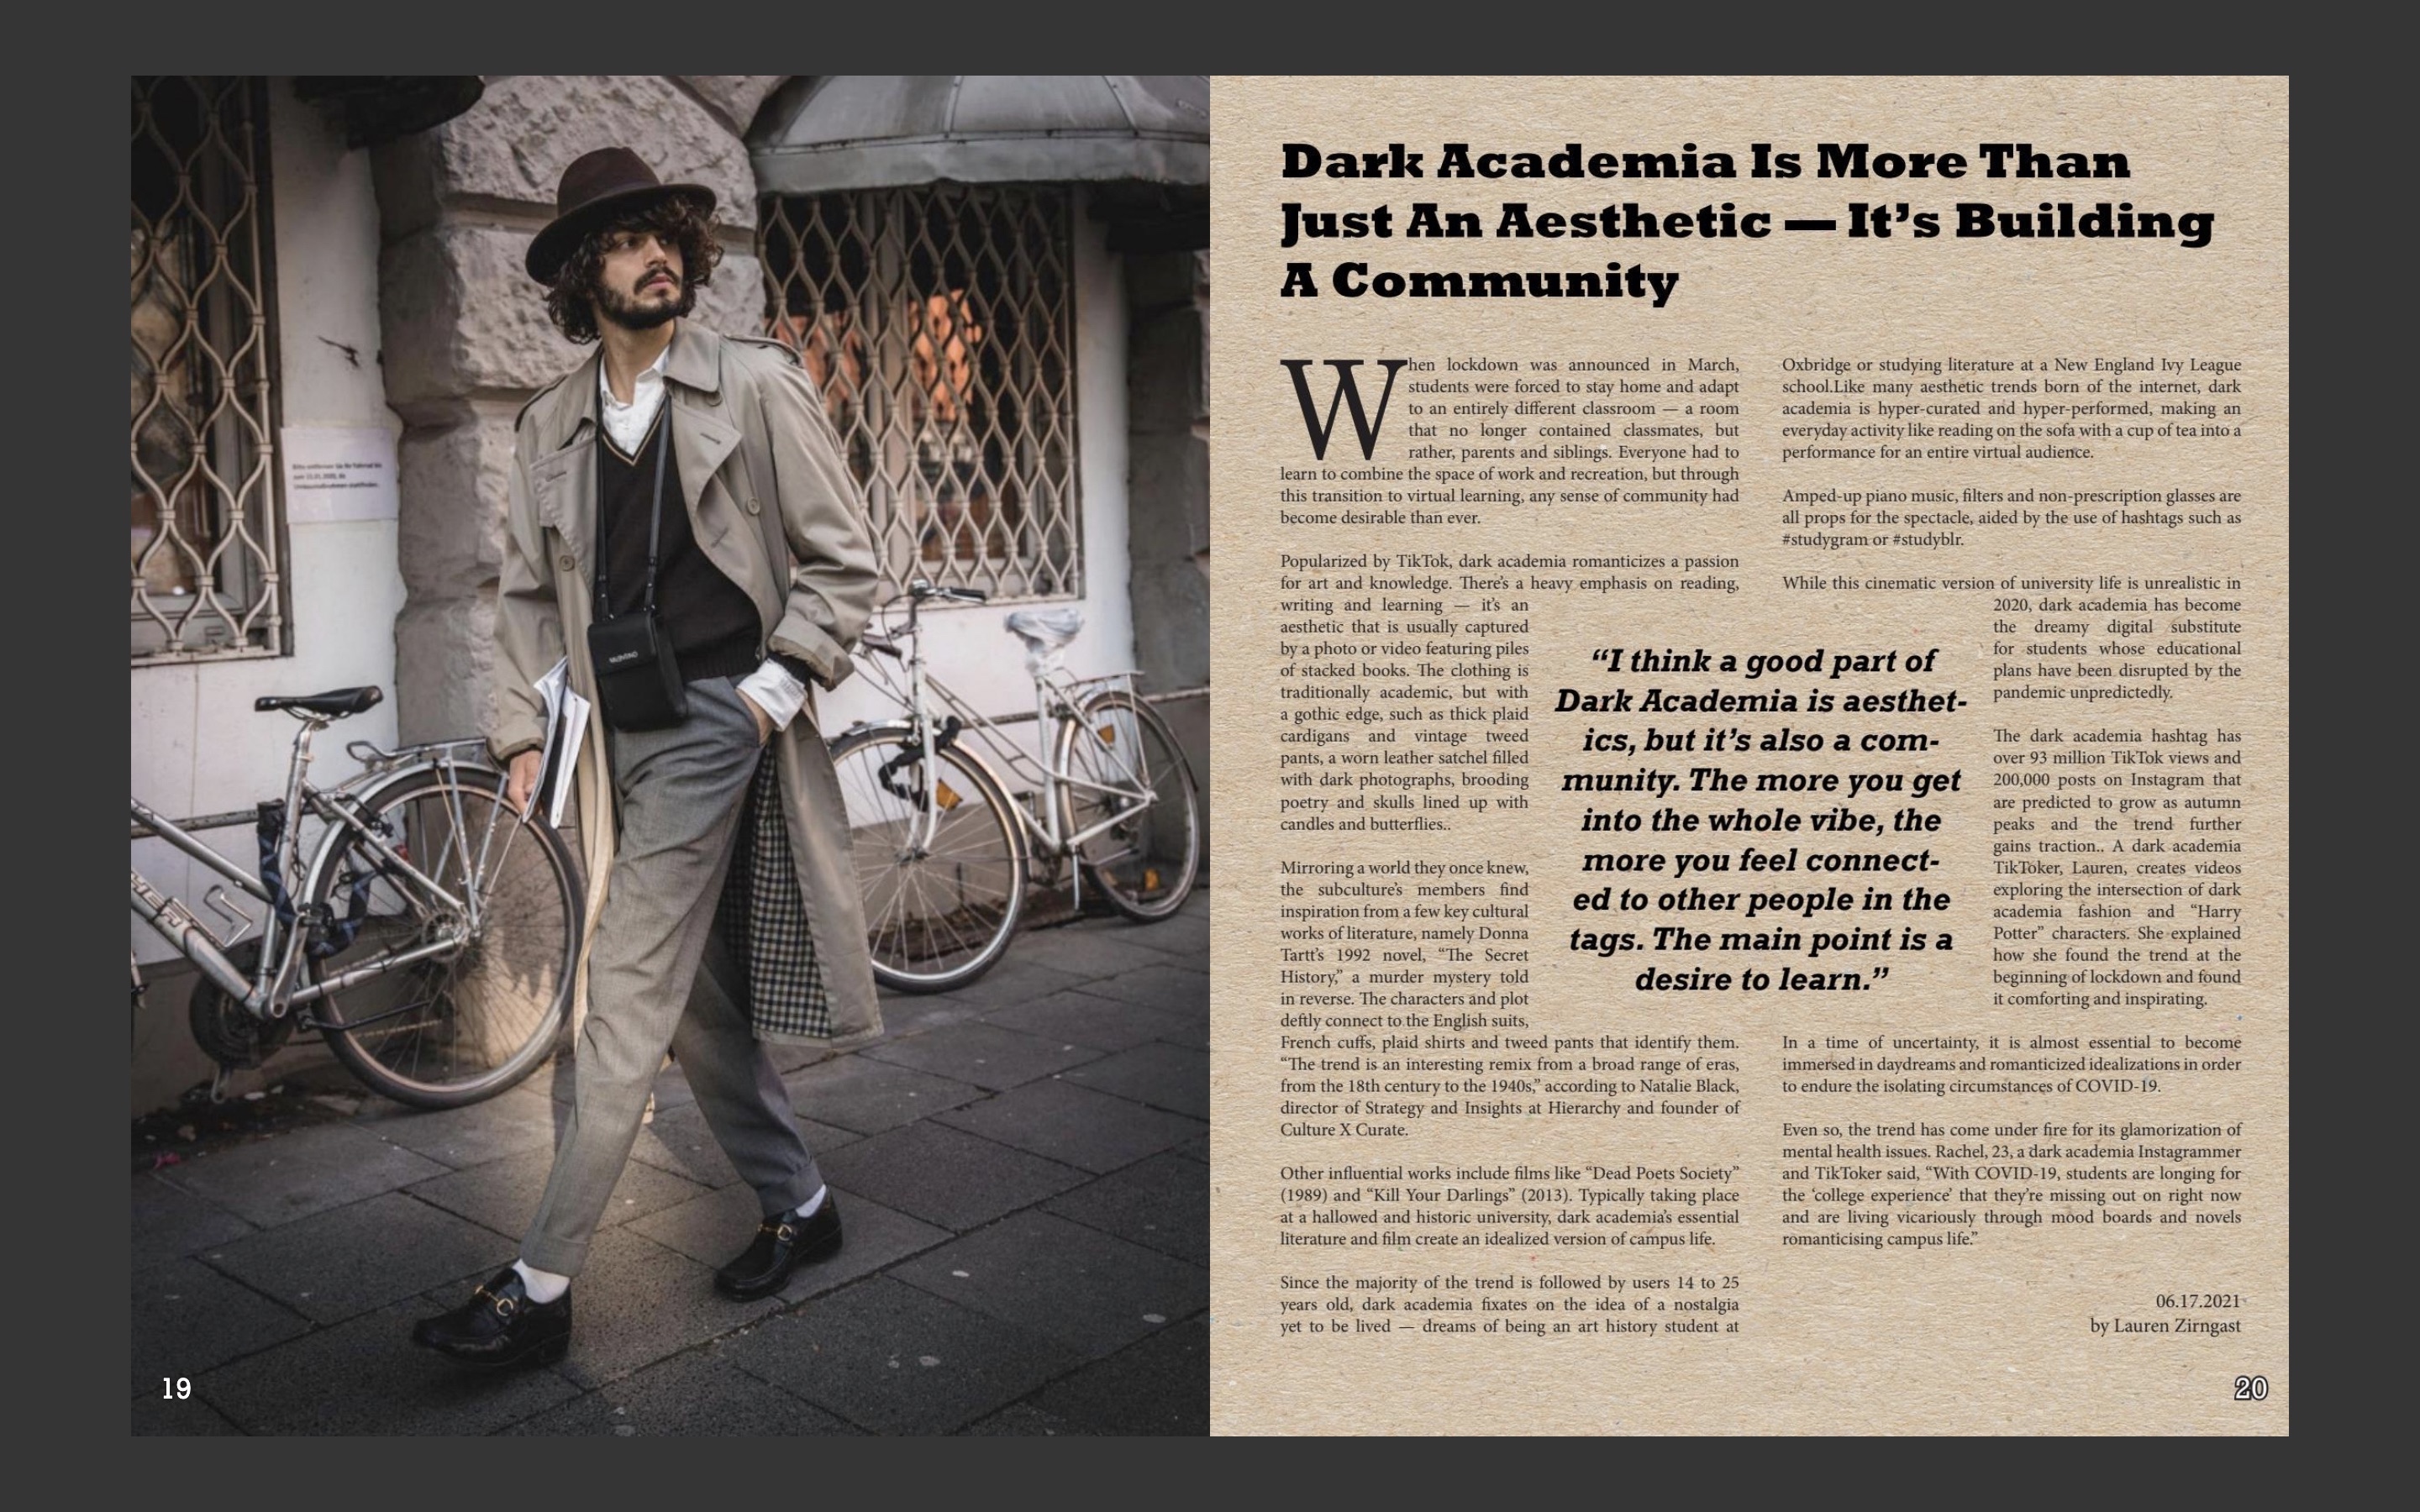 19
Dark Academia Is More Than
Just An Aesthetic — It’s Building
A Community
When lockdown was announced in March,
students were forced to stay home and adapt
to an entirely different classroom — a room
that no longer contained classmates, but
rather, parents and siblings. Everyone had to
learn to combine the space of work and recreation, but through
this transition to virtual learning, any sense of community had
become desirable than ever.
Popularized by TikTok, dark academia romanticizes a passion
for art and knowledge. There’s a heavy emphasis on reading,
writing and learning — it’s an
aesthetic that is usually captured
by a photo or video featuring piles
of stacked books. The clothing is
traditionally academic, but with
a gothic edge, such as thick plaid
cardigans and vintage tweed
pants, a worn leather satchel filled
with dark photographs, brooding
poetry and skulls lined up with
candles and butterflies..
Mirroring a world they once knew,
the subculture’s members find
inspiration from a few key cultural
works of literature, namely Donna
Tartt’s 1992 novel, “The Secret
History,” a murder mystery told
in reverse. The characters and plot
deftly connect to the English suits,
French cuffs, plaid shirts and tweed pants that identify them.
“The trend is an interesting remix from a broad range of eras,
from the 18th century to the 1940s,” according to Natalie Black,
director of Strategy and Insights at Hierarchy and founder of
Culture X Curate.
Other influential works include films like “Dead Poets Society”
(1989) and “Kill Your Darlings” (2013). Typically taking place
at a hallowed and historic university, dark academia’s essential
literature and film create an idealized version of campus life.
Since the majority of the trend is followed by users 14 to 25
years old, dark academia fixates on the idea of a nostalgia
yet to be lived — dreams of being an art history student at
“I think a good part of
Dark Academia is aesthet-
ics, but it’s also a com-
munity. The more you get
into the whole vibe, the
more you feel connect-
ed to other people in the
tags. The main point is a
desire to learn.”
Oxbridge or studying literature at a New England Ivy League
school.Like many aesthetic trends born of the internet, dark
academia is hyper-curated and hyper-performed, making an
everyday activity like reading on the sofa with a cup of tea into a
performance for an entire virtual audience.
Amped-up piano music, filters and non-prescription glasses are
all props for the spectacle, aided by the use of hashtags such as
#studygram or #studyblr.
While this cinematic version of university life is unrealistic in
2020, dark academia has become
the dreamy digital substitute
for students whose educational
plans have been disrupted by the
pandemic unpredictedly.
The dark academia hashtag has
over 93 million TikTok views and
200,000 posts on Instagram that
are predicted to grow as autumn
peaks and the trend further
gains traction.. A dark academia
TikToker, Lauren, creates videos
exploring the intersection of dark
academia fashion and “Harry
Potter” characters. She explained
how she found the trend at the
beginning of lockdown and found
it comforting and inspirating.
In a time of uncertainty, it is almost essential to become
immersed in daydreams and romanticized idealizations in order
to endure the isolating circumstances of COVID-19.
Even so, the trend has come under fire for its glamorization of
mental health issues. Rachel, 23, a dark academia Instagrammer
and TikToker said, “With COVID-19, students are longing for
the ‘college experience’ that they’re missing out on right now
and are living vicariously through mood boards and novels
romanticising campus life.”
06.17.2021
by Lauren Zirngast
20